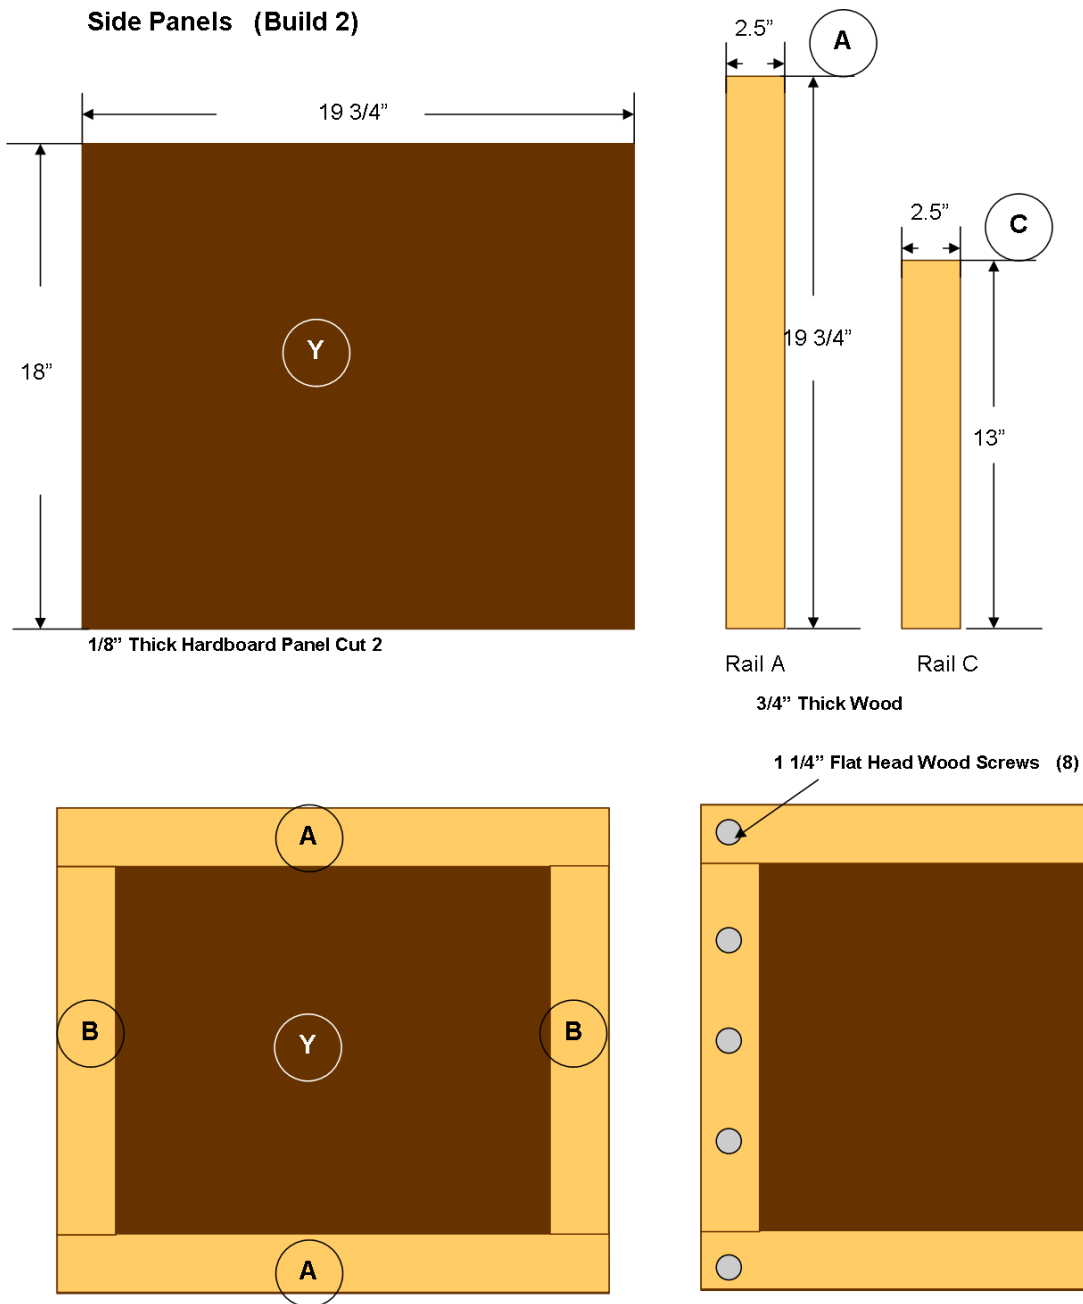 Side Panels (Build 2)
2.5”
A
19 3/4”
2.5”
C
18”
Y
19 3/4”
13”
1/8” Thick Hardboard Panel Cut 2
Rail A
Rail C
3/4” Thick Wood
1 1/4” Flat Head Wood Screws (8)
A
B
Y
B
A